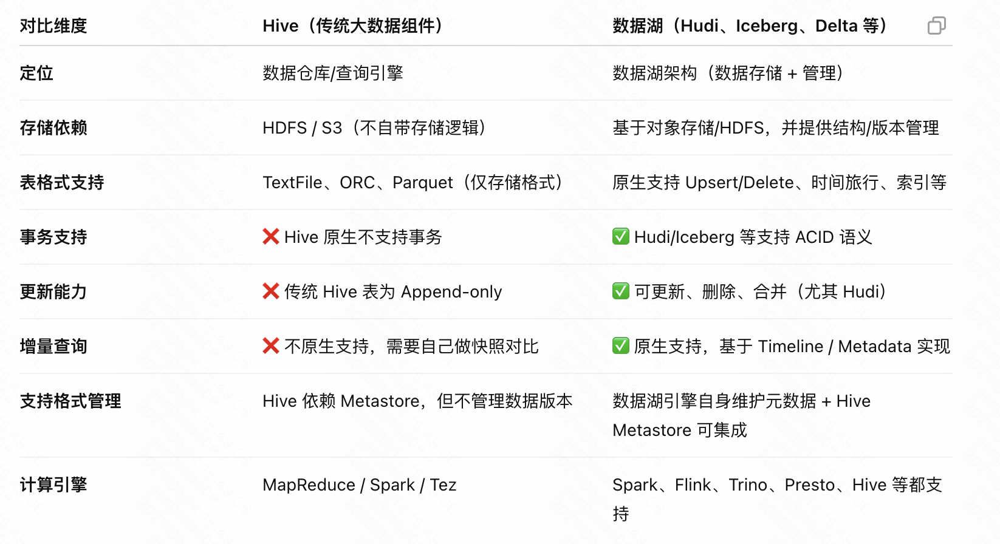 对比维度 Hive（传统大数据组件） 数据湖（Hudi、Iceberg、Delta 等）
定位 数据仓库/查询引擎 数据湖架构（数据存储 + 管理）
存储依赖 HDFS / S3（不自带存储逻辑） 基于对象存储/HDFS，并提供结构/版本管理
表格式支持 TextFile、ORC、Parquet（仅存储格式） 原生支持 Upsert/Delete、时间旅行、索引等
事务支持 ❌ Hive 原生不支持事务 ✅ Hudi/Iceberg 等支持 ACID 语义
更新能力 ❌ 传统 Hive 表为 Append-only ✅ 可更新、删除、合并（尤其 Hudi）
增量查询 ❌ 不原生支持，需要自己做快照对比 ✅ 原生支持，基于 Timeline / Metadata 实现
支持格式管理 Hive 依赖 Metastore，但不管理数据版本 数据湖引擎自身维护元数据 + Hive
Metastore 可集成
计算引擎 MapReduce / Spark / Tez Spark、Flink、Trino、Presto、Hive 等都支
持